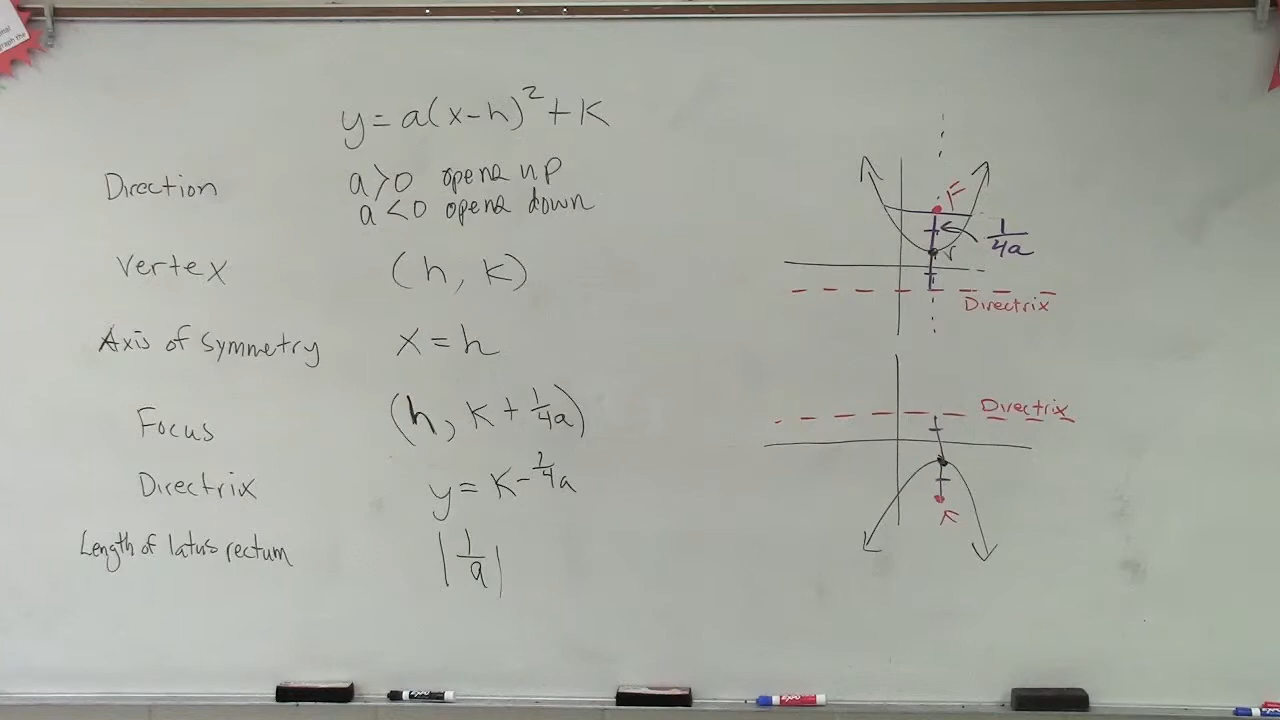 y = a(x-h)² + K
Direction a>0 opens up
a<0 opens down
Vertex (h, K)
Axis of Symmetry x = h
Focus (h, K + 1/4a)
Directrix y = K - 1/4a
Length of latus rectum |1/a|
F
1/4a
V
Directrix
Directrix
F